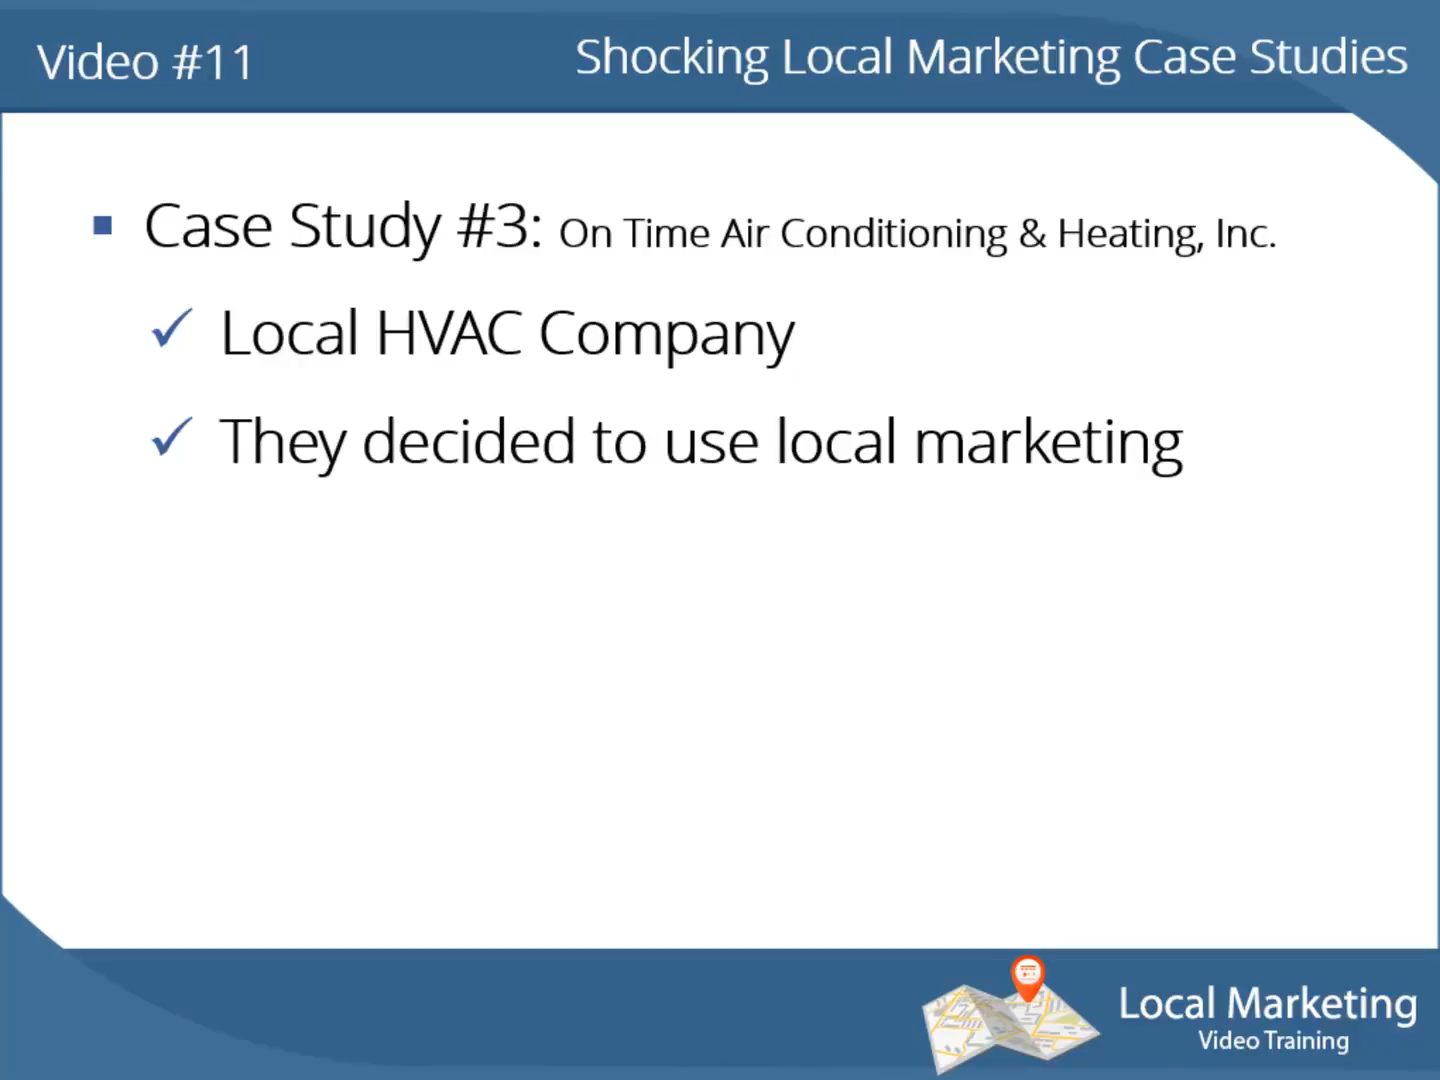 Video #11
Shocking Local Marketing Case Studies
Case Study #3: On Time Air Conditioning & Heating, Inc.
Local HVAC Company
They decided to use local marketing
Local Marketing
Video Training